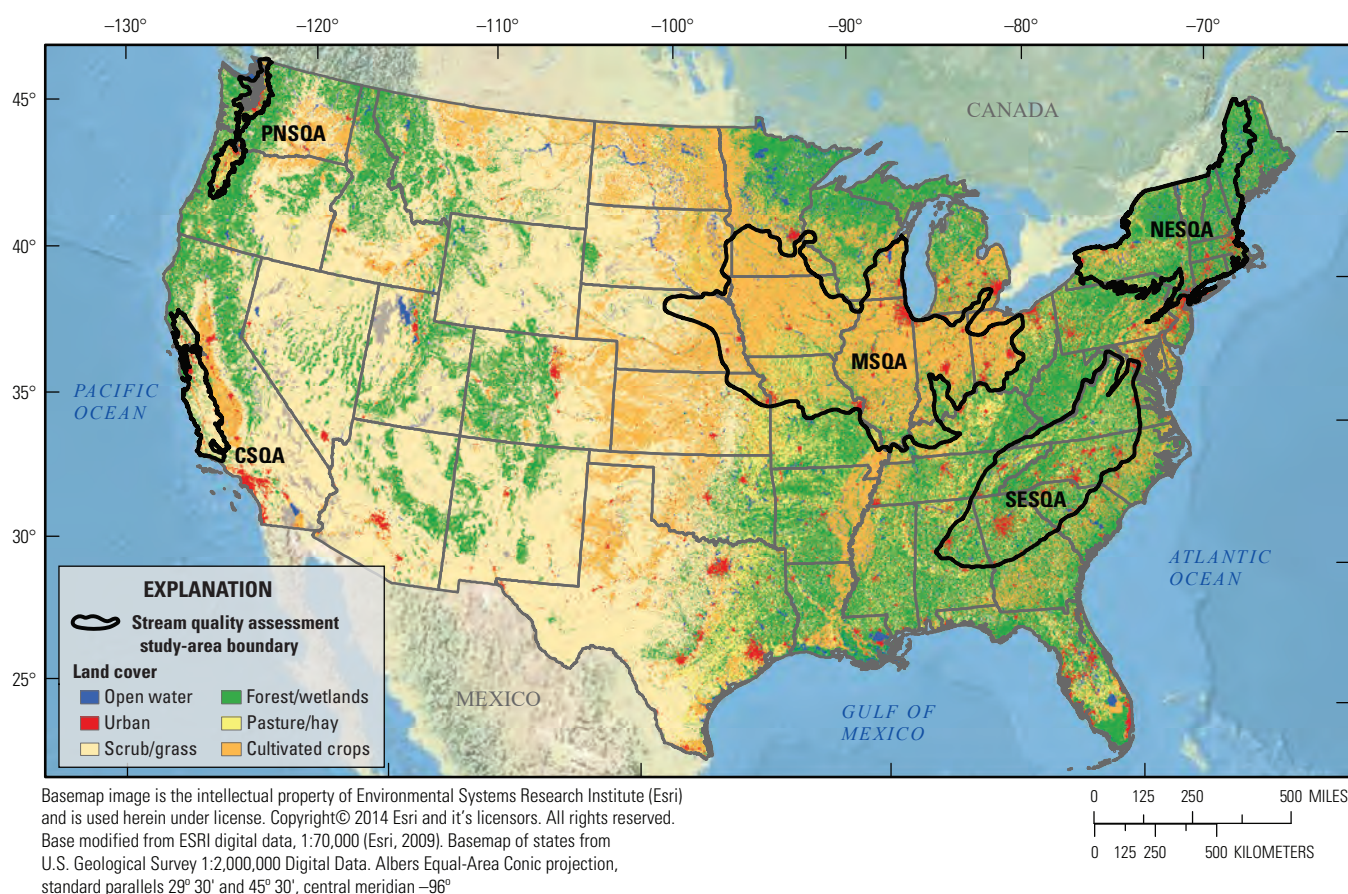 –130°
–120°
–110°
–100°
–90°
–80°
–70°
45°
40°
35°
30°
25°
CANADA
PNSQA
NESQA
MSQA
PACIFIC
OCEAN
CSQA
SESQA
ATLANTIC
OCEAN
MEXICO
GULF OF
MEXICO
EXPLANATION
Stream quality assessment
study-area boundary
Land cover
Open water
Forest/wetlands
Urban
Pasture/hay
Scrub/grass
Cultivated crops
Basemap image is the intellectual property of Environmental Systems Research Institute (Esri)
and is used herein under license. Copyright© 2014 Esri and it's licensors. All rights reserved.
Base modified from ESRI digital data, 1:70,000 (Esri, 2009). Basemap of states from
U.S. Geological Survey 1:2,000,000 Digital Data. Albers Equal-Area Conic projection,
standard parallels 29° 30' and 45° 30', central meridian –96°
0 125 250 500 MILES
0 125 250 500 KILOMETERS